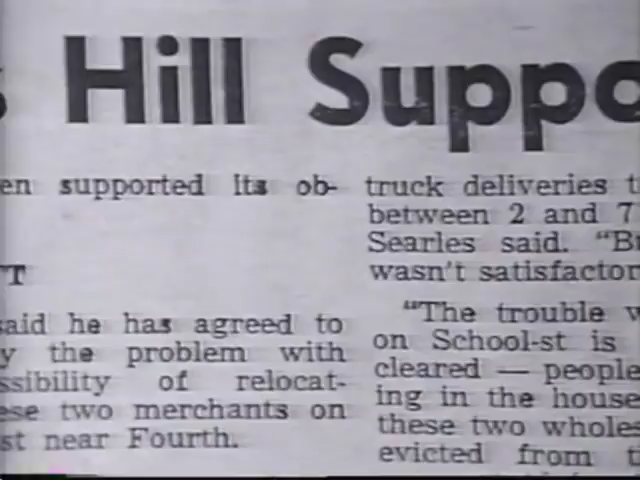 Hill Suppo
en supported its ob-
T
said he has agreed to
y the problem with
ssibility of relocat-
ese two merchants on
st near Fourth.
truck deliveries t
between 2 and 7
Searles said. "Br
wasn't satisfactor
"The trouble w
on School-st is
cleared — people
ing in the house
these two wholes
evicted from t